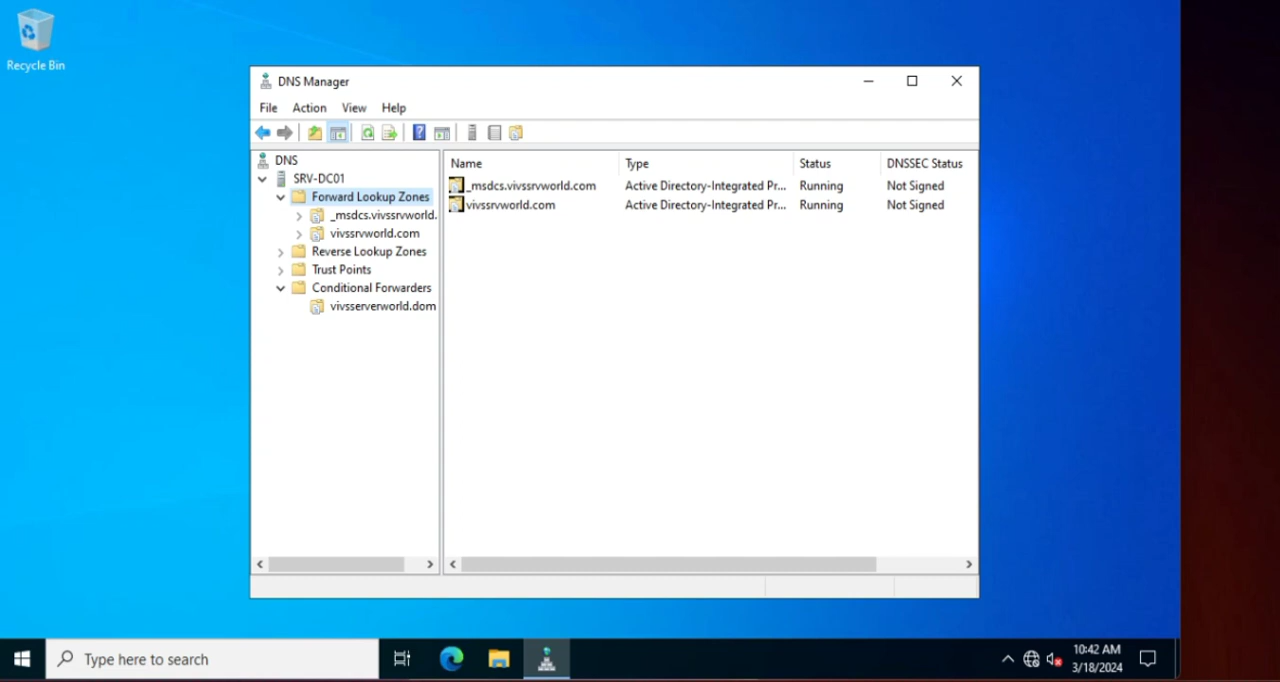 Recycle Bin
DNS Manager
File Action View Help
DNS
SRV-DC01
Forward Lookup Zones
_msdcs.vivssrvworld.
vivssrvworld.com
Reverse Lookup Zones
Trust Points
Conditional Forwarders
vivsserverworld.dom
Name Type Status DNSSEC Status
_msdcs.vivssrvworld.com Active Directory-Integrated Pr... Running Not Signed
vivssrvworld.com Active Directory-Integrated Pr... Running Not Signed
Type here to search
10:42 AM
3/18/2024